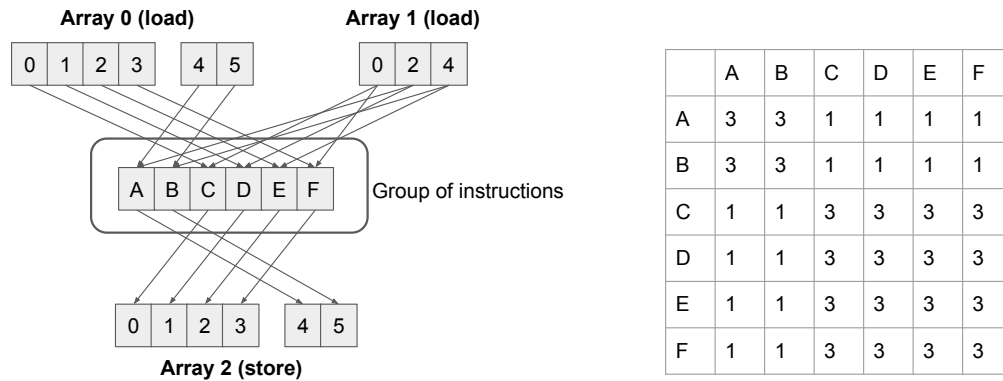 Array 0 (load) Array 1 (load)
0 1 2 3 4 5 0 2 4
A B C D E F
Group of instructions
0 1 2 3 4 5
Array 2 (store)
A B C D E F
A 3 3 1 1 1 1
B 3 3 1 1 1 1
C 1 1 3 3 3 3
D 1 1 3 3 3 3
E 1 1 3 3 3 3
F 1 1 3 3 3 3